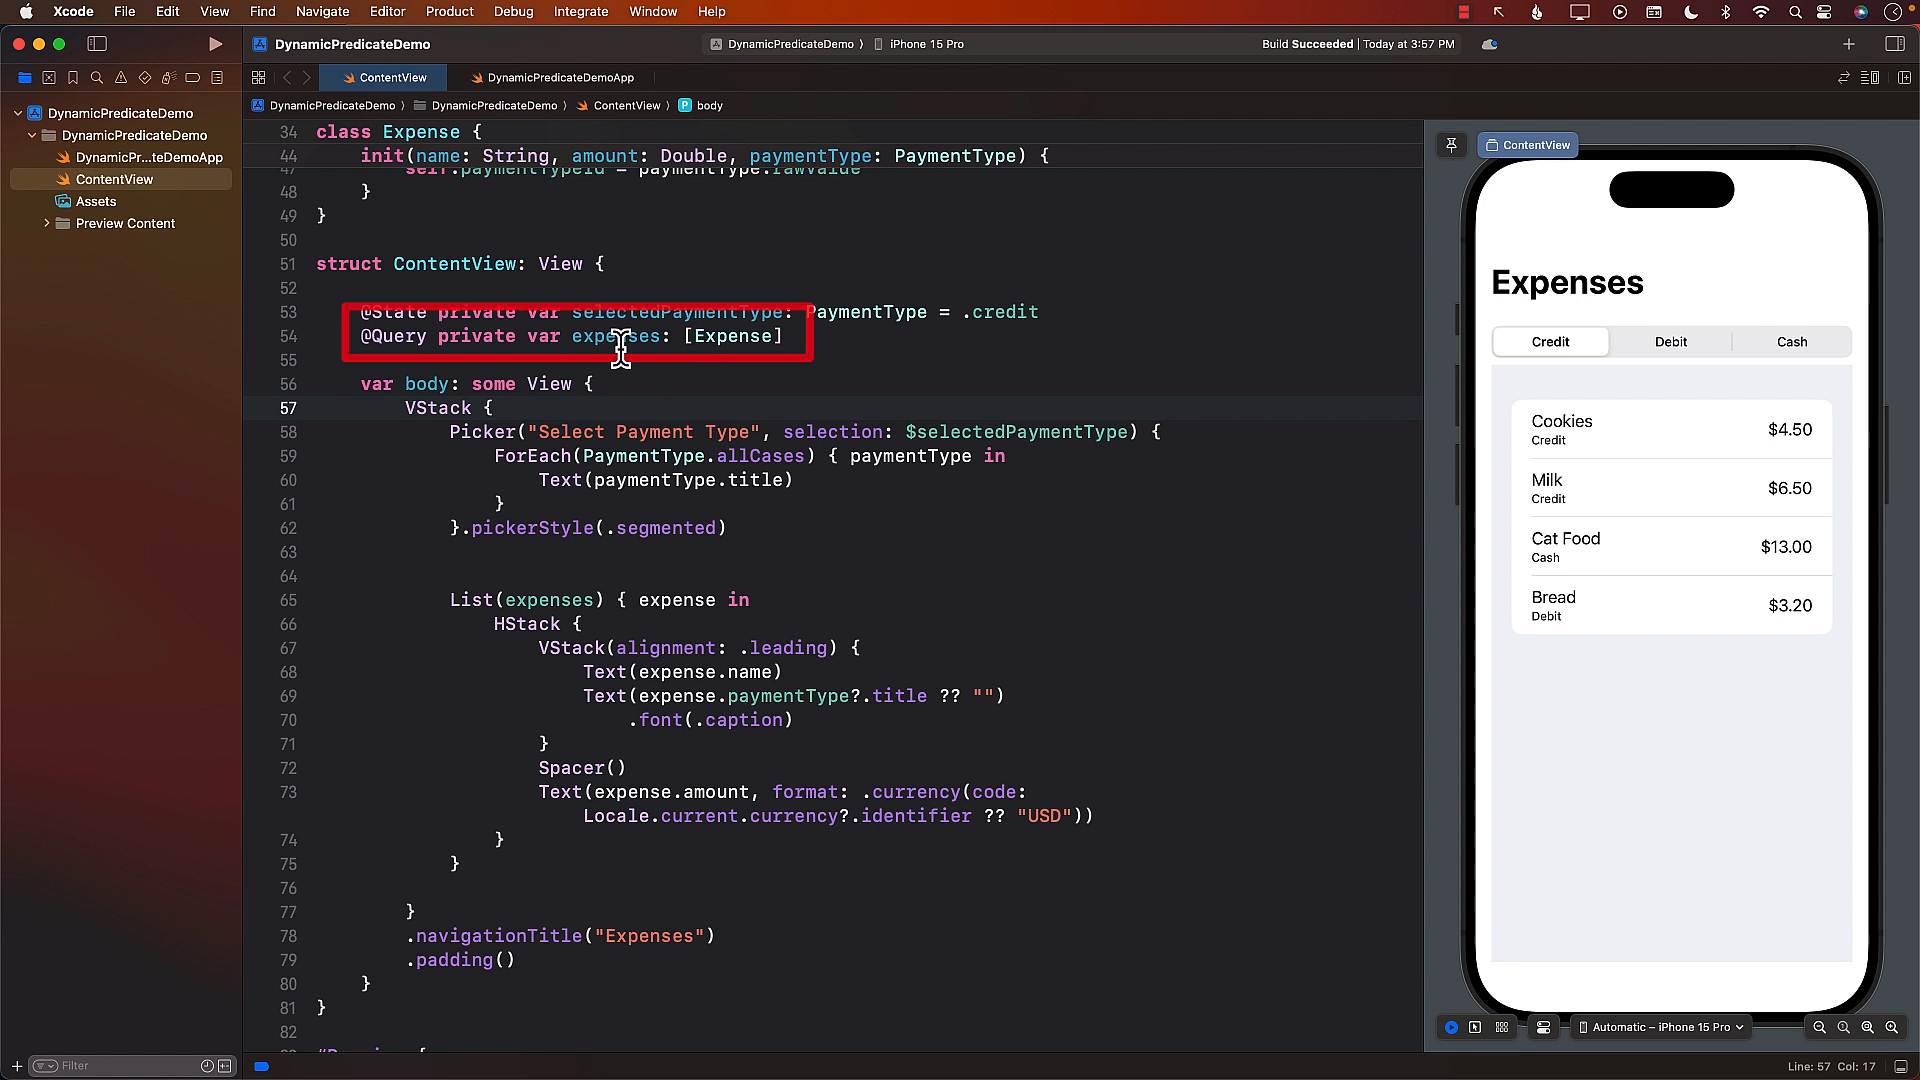 Xcode File Edit View Find Navigate Editor Product Debug Integrate Window Help
DynamicPredicateDemo
DynamicPredicateDemo 〉 iPhone 15 Pro
Build Succeeded | Today at 3:57 PM
ContentView
DynamicPredicateDemoApp
DynamicPredicateDemo 〉 DynamicPredicateDemo 〉 ContentView 〉 P body
DynamicPredicateDemo
DynamicPredicateDemo
DynamicPr...teDemoApp
ContentView
Assets
Preview Content
Filter
34 class Expense {
44 init(name: String, amount: Double, paymentType: PaymentType) {
47 self.paymentTypeId = paymentType.rawValue
48 }
49 }
50
51 struct ContentView: View {
52
53 @State private var selectedPaymentType: PaymentType = .credit
54 @Query private var expenses: [Expense]
55
56 var body: some View {
57 VStack {
58 Picker("Select Payment Type", selection: $selectedPaymentType) {
59 ForEach(PaymentType.allCases) { paymentType in
60 Text(paymentType.title)
61 }
62 }.pickerStyle(.segmented)
63
64
65 List(expenses) { expense in
66 HStack {
67 VStack(alignment: .leading) {
68 Text(expense.name)
69 Text(expense.paymentType?.title ?? "")
70 .font(.caption)
71 }
72 Spacer()
73 Text(expense.amount, format: .currency(code:
Locale.current.currency?.identifier ?? "USD"))
74 }
75 }
76
77 }
78 .navigationTitle("Expenses")
79 .padding()
80 }
81 }
82
ContentView
Expenses
Credit Debit Cash
Cookies
Credit
$4.50
Milk
Credit
$6.50
Cat Food
Cash
$13.00
Bread
Debit
$3.20
Automatic – iPhone 15 Pro
Line: 57 Col: 17